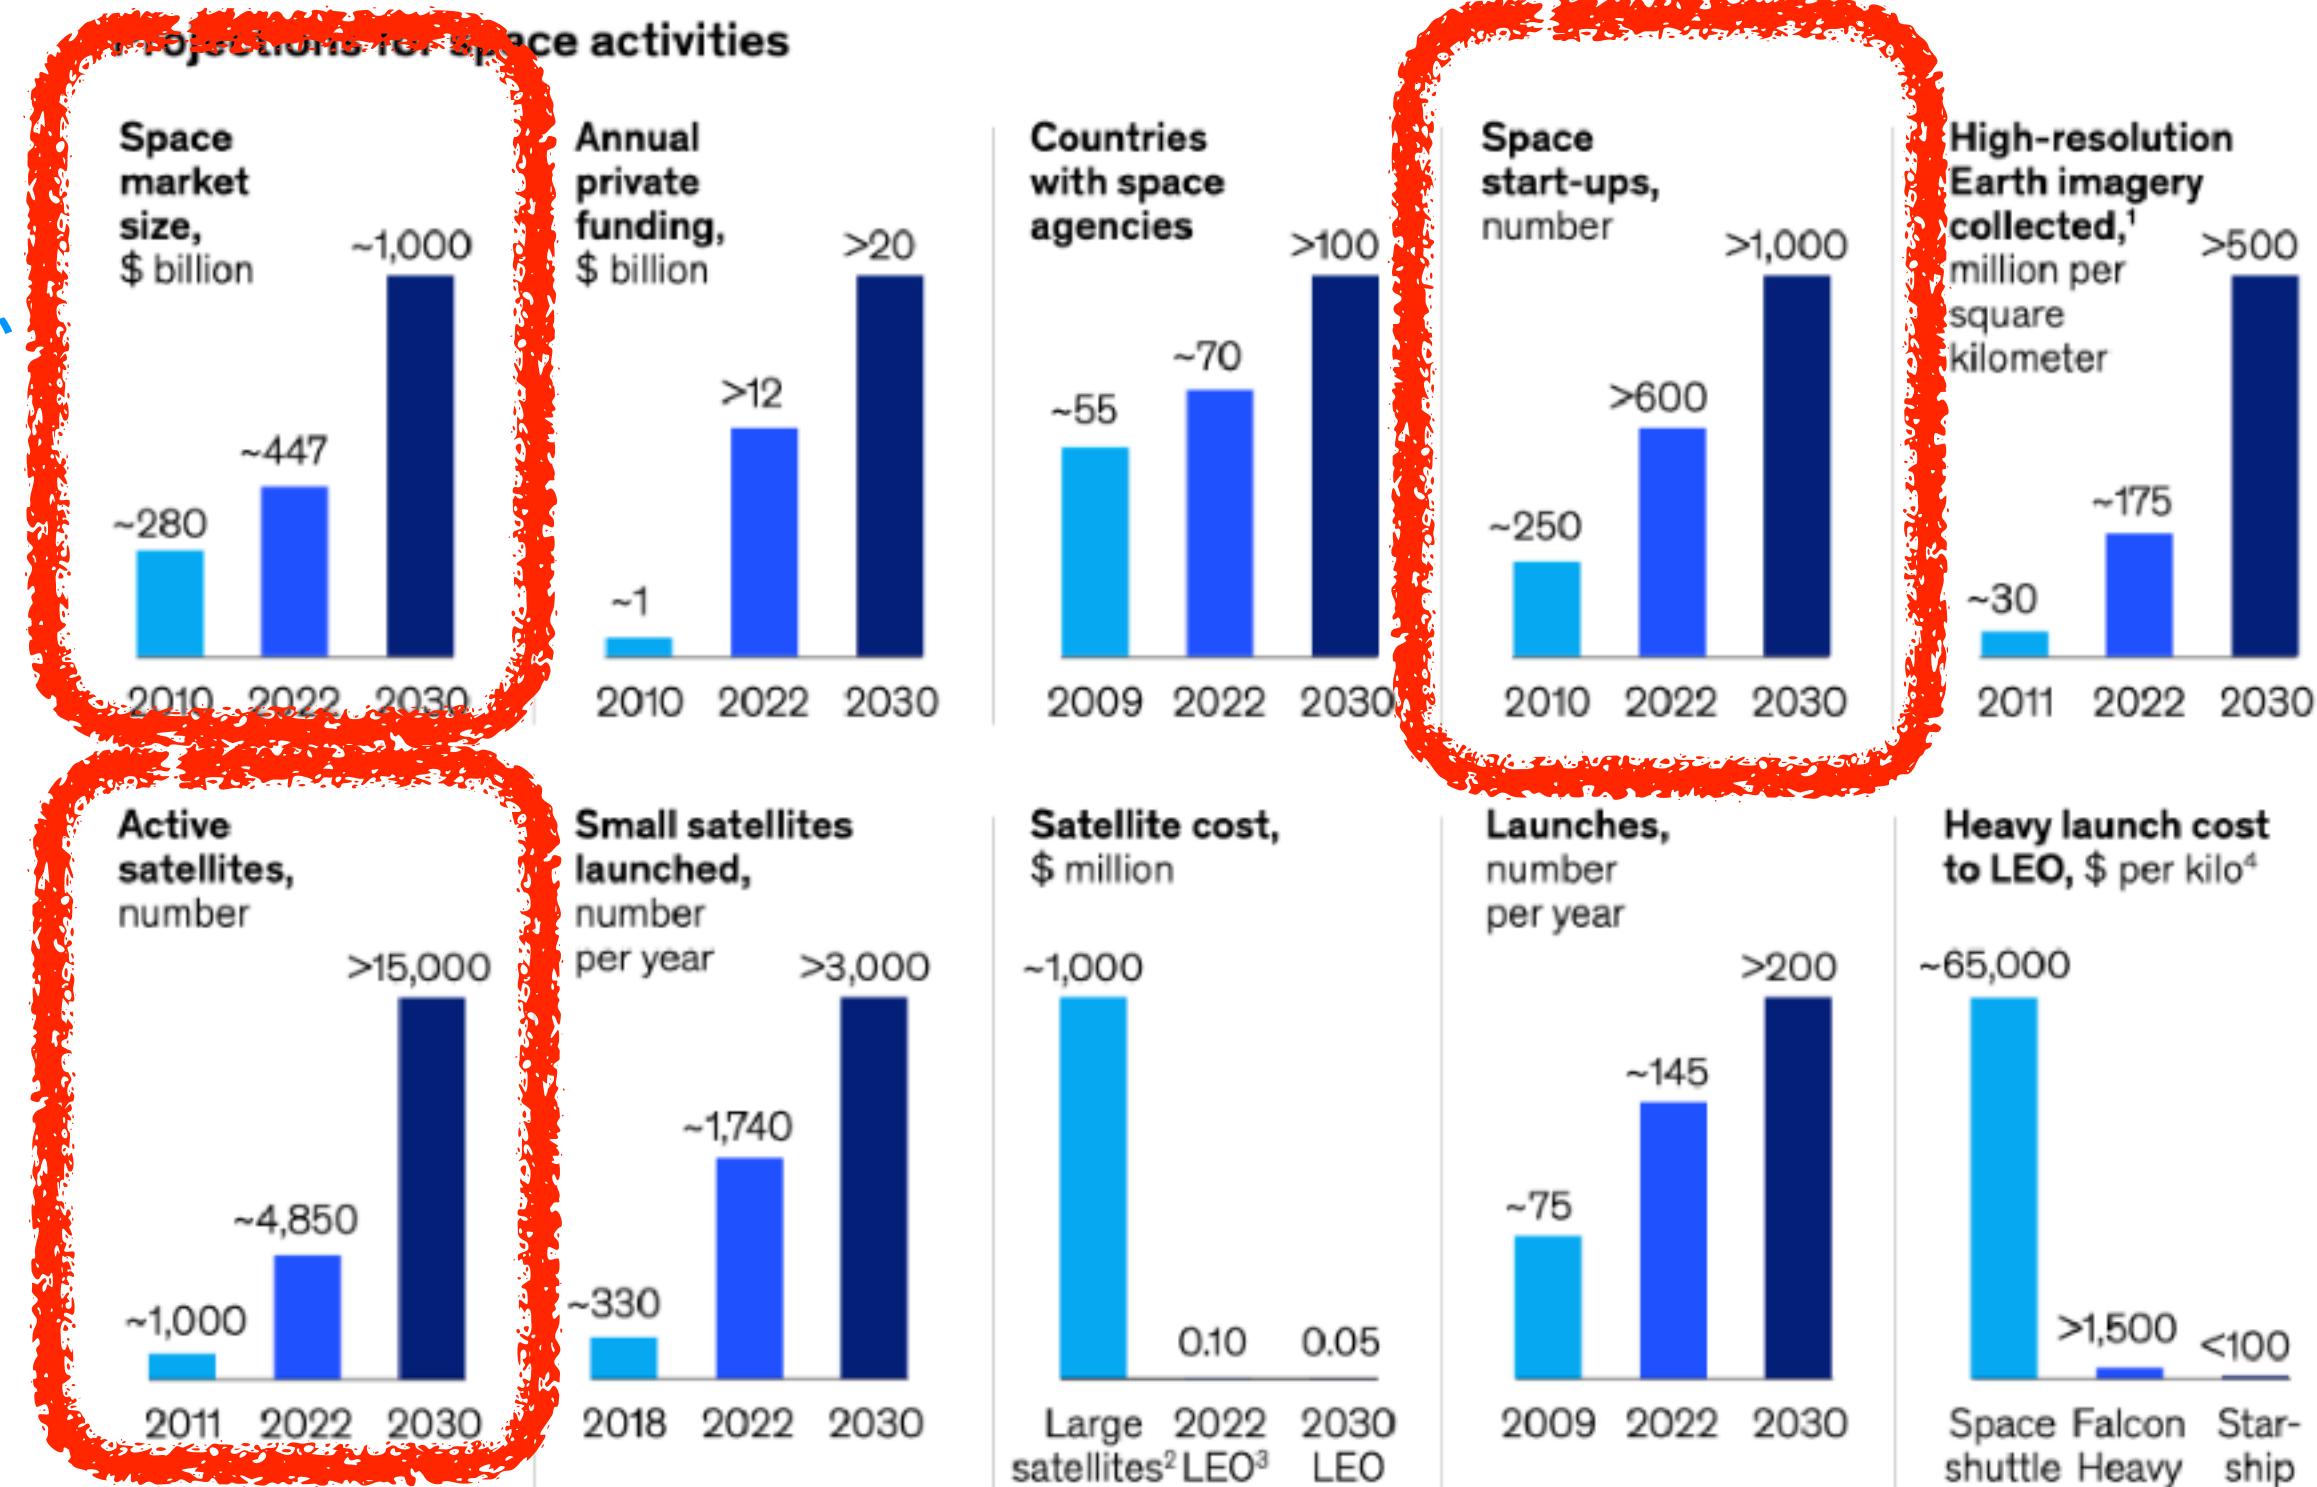 Projections for space activities
Space
market
size,
$ billion
~1,000
~447
~280
2010 2022 2030
Annual
private
funding,
$ billion
>20
>12
~1
2010 2022 2030
Countries
with space
agencies
>100
~70
~55
2009 2022 2030
Space
start-ups,
number
>1,000
>600
~250
2010 2022 2030
High-resolution
Earth imagery
collected,¹
million per
square
kilometer
>500
~175
~30
2011 2022 2030
Active
satellites,
number
>15,000
~4,850
~1,000
2011 2022 2030
Small satellites
launched,
number
per year
>3,000
~1,740
~330
2018 2022 2030
Satellite cost,
$ million
~1,000
0.10 0.05
Large 2022 2030
satellites² LEO³ LEO
Launches,
number
per year
>200
~145
~75
2009 2022 2030
Heavy launch cost
to LEO, $ per kilo⁴
~65,000
>1,500
<100
Space Falcon Star-
shuttle Heavy ship